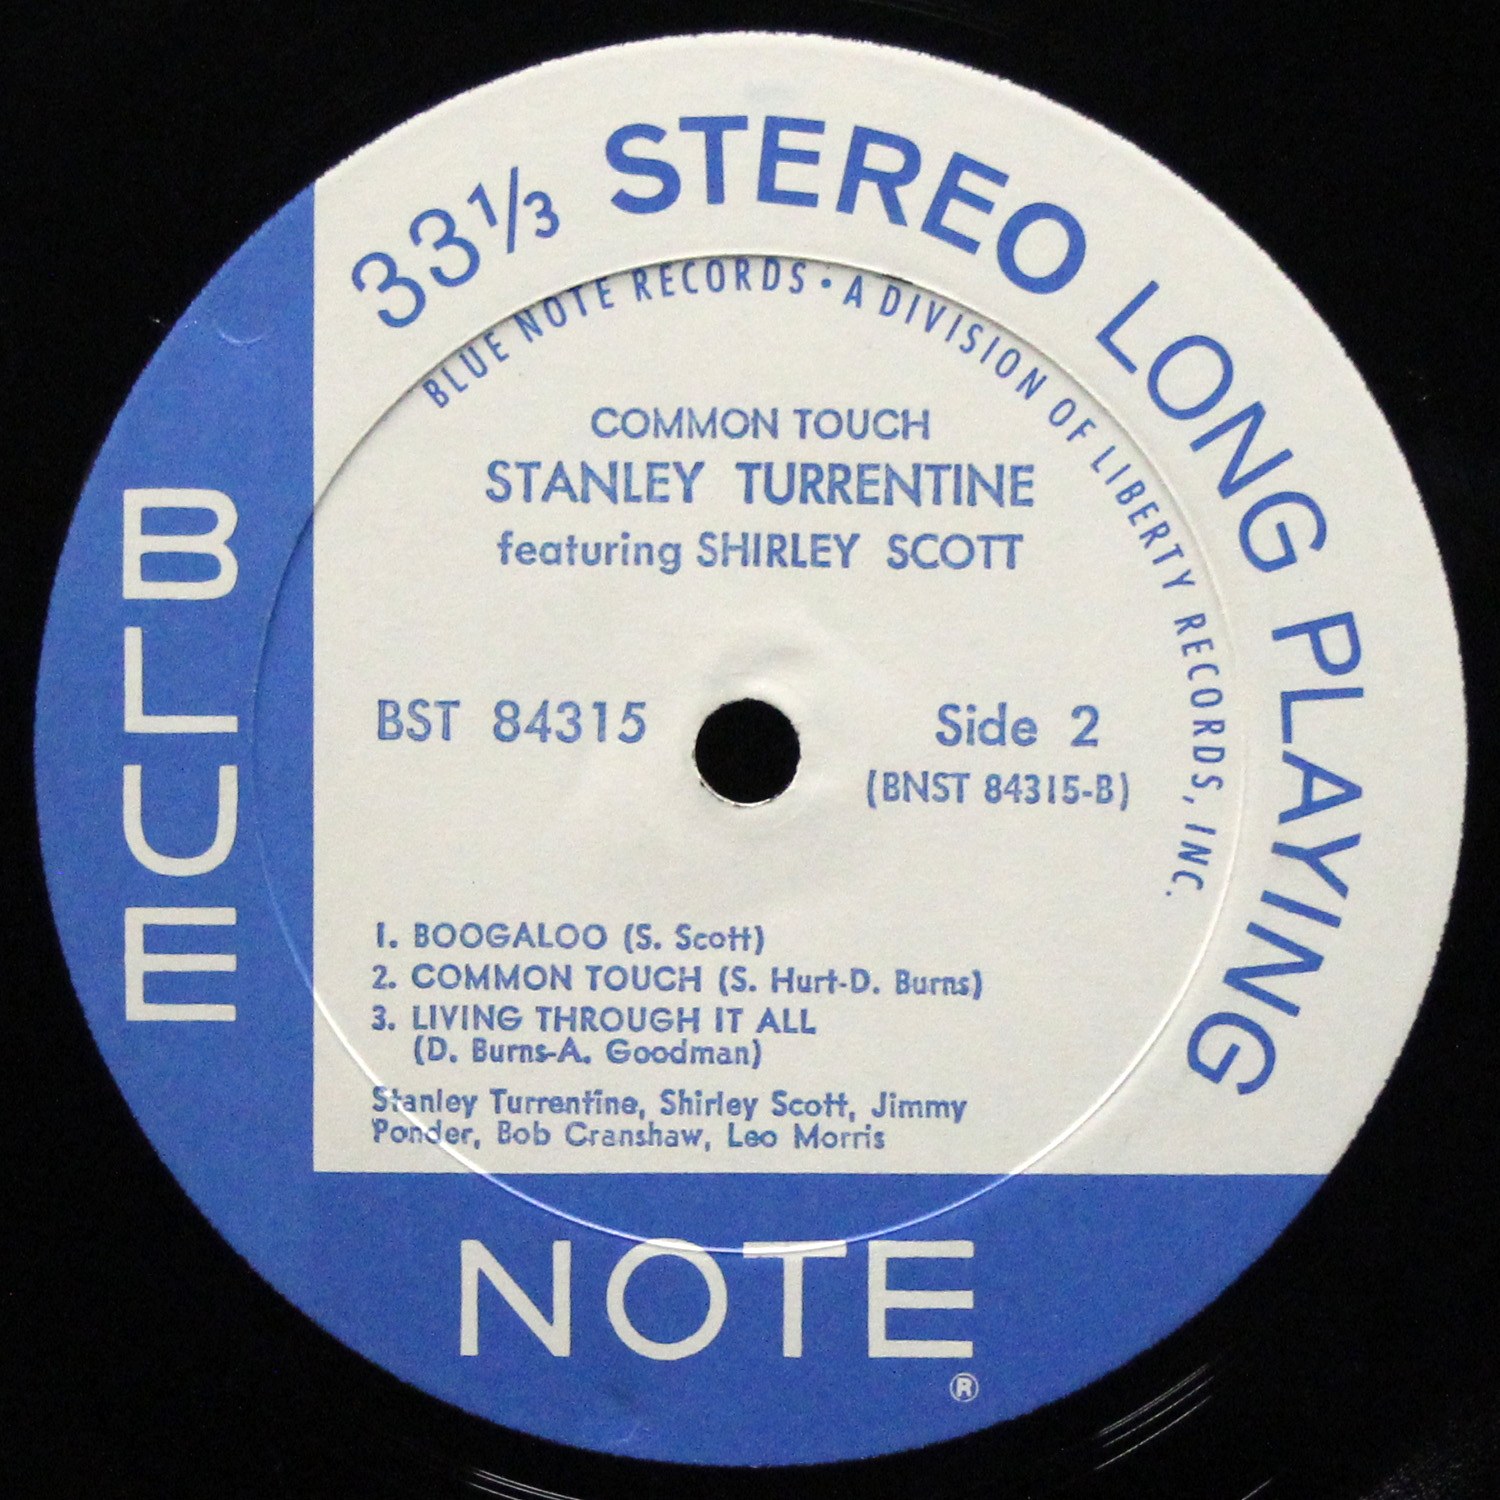 33 1/3 STEREO LONG PLAYING
BLUE NOTE RECORDS · A DIVISION OF LIBERTY RECORDS, INC.
COMMON TOUCH
STANLEY TURRENTINE
featuring SHIRLEY SCOTT
BST 84315
Side 2
(BNST 84315-B)
1. BOOGALOO (S. Scott)
2. COMMON TOUCH (S. Hurt-D. Burns)
3. LIVING THROUGH IT ALL
(D. Burns-A. Goodman)
Stanley Turrentine, Shirley Scott, Jimmy
Ponder, Bob Cranshaw, Leo Morris
BLUE
NOTE
®